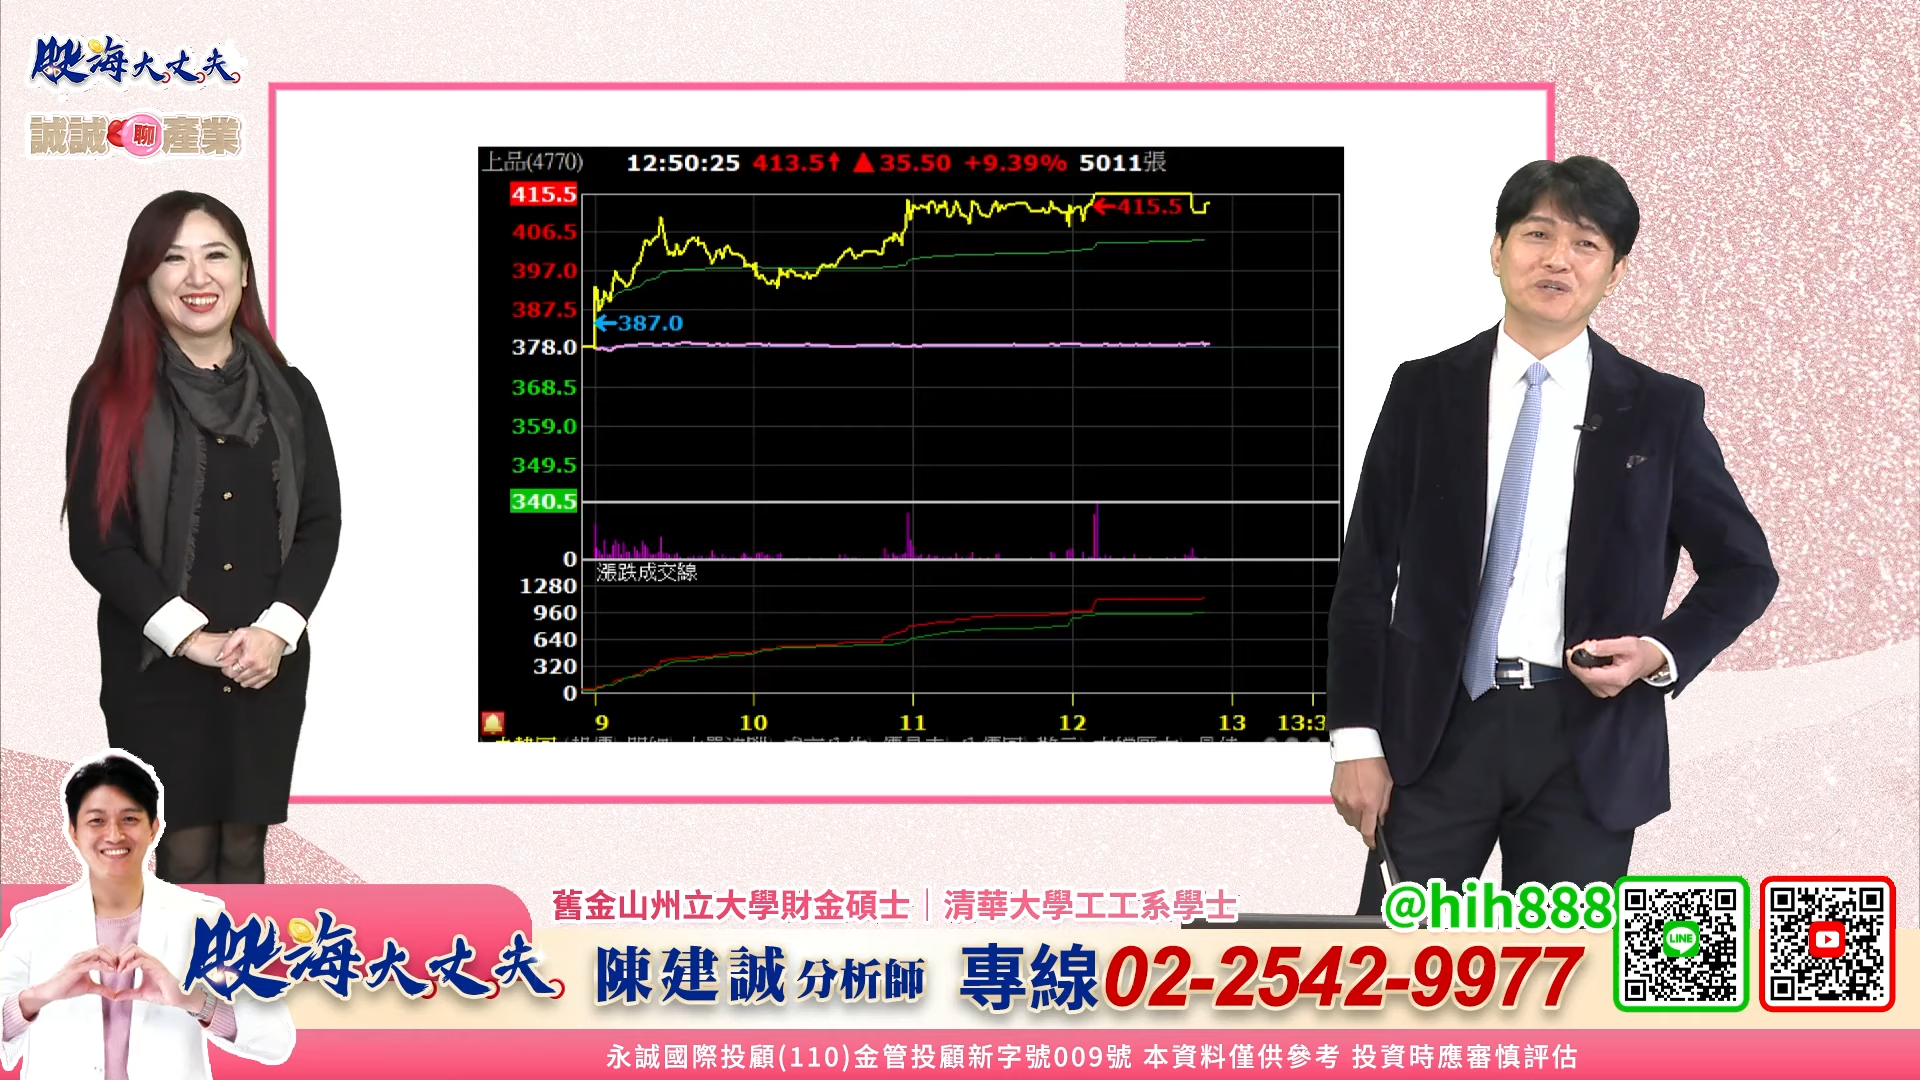 股海大丈夫
誠誠聊產業
上品(4770) 12:50:25 413.5↑ ▲35.50 +9.39% 5011張
415.5
←415.5
406.5
397.0
387.5
←387.0
378.0
368.5
359.0
349.5
340.5
0
漲跌成交線
1280
960
640
320
0
9 10 11 12 13 13:3
舊金山州立大學財金碩士｜清華大學工工系學士
@hih888
LINE
股海大丈夫 陳建誠 分析師 專線02-2542-9977
永誠國際投顧(110)金管投顧新字號009號 本資料僅供參考 投資時應審慎評估